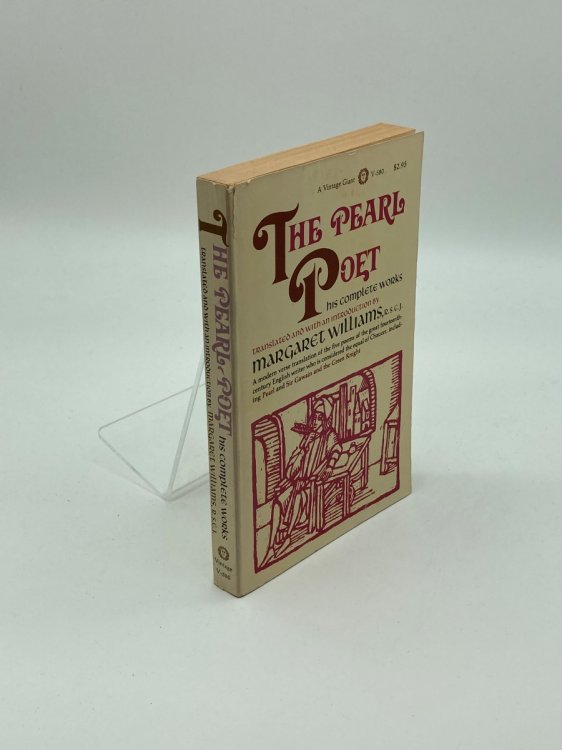 A Vintage Giant V-580 $2.95
THE PEARL
POET
his complete works
translated and with an introduction by
MARGARET WILLIAMS, R.S.C.J.
A modern verse translation of the five poems of the great fourteenth-
century English writer who is considered the equal of Chaucer, includ-
ing Pearl and Sir Gawain and the Green Knight
THE PEARL POET his complete works
translated and with an introduction by MARGARET WILLIAMS, R.S.C.J.
Vintage
V-580